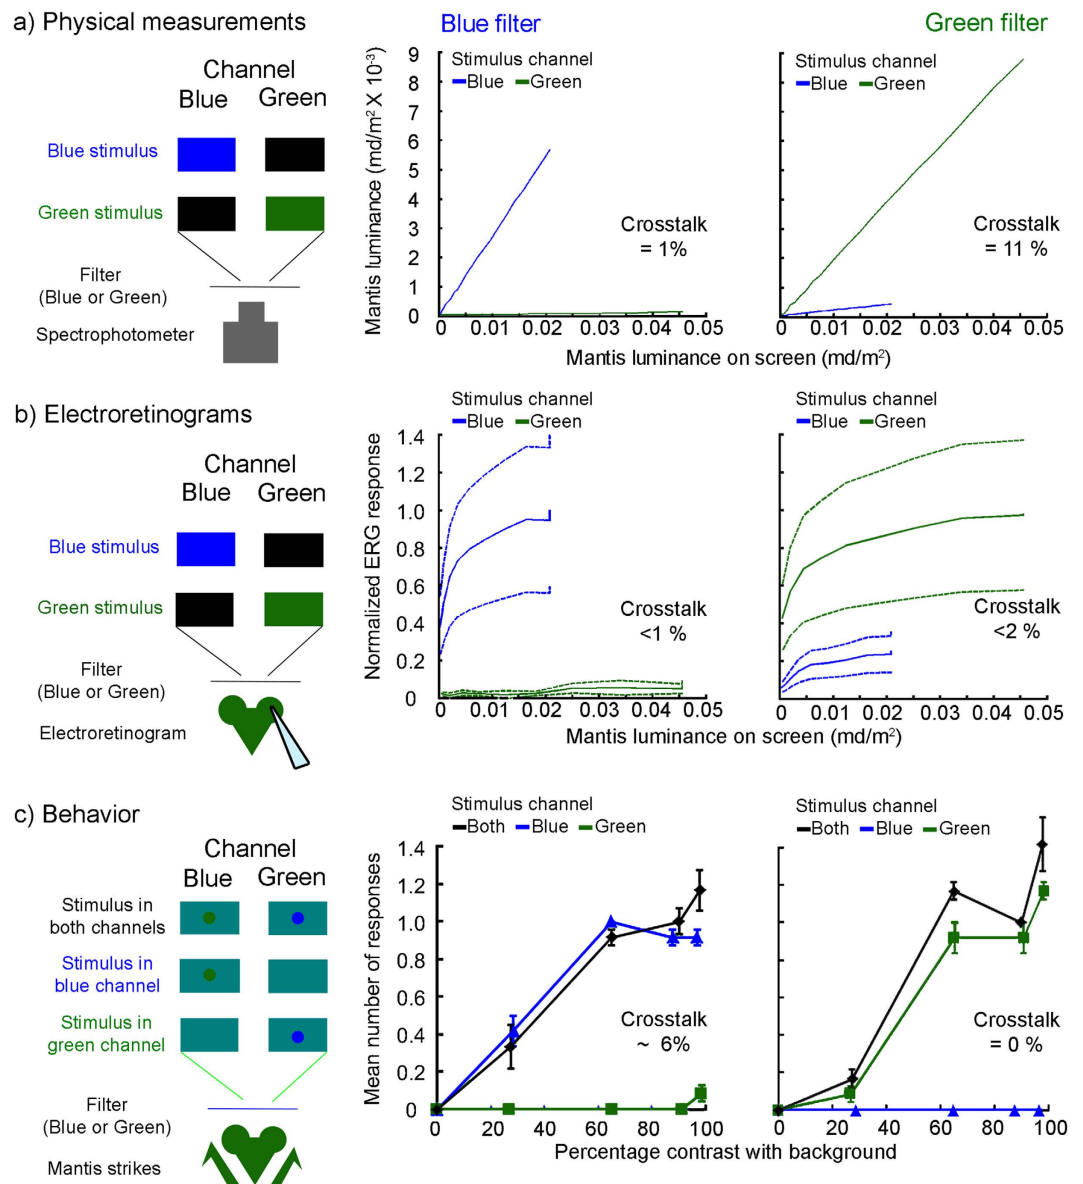 a) Physical measurements
Channel
Blue Green
Blue stimulus
Green stimulus
Filter
(Blue or Green)
Spectrophotometer
Blue filter
Green filter
Mantis luminance (md/m² X 10⁻³)
9
8
7
6
5
4
3
2
1
0
Stimulus channel
Blue Green
Crosstalk
= 1%
0 0.01 0.02 0.03 0.04 0.05
Stimulus channel
Blue Green
Crosstalk
= 11 %
0 0.01 0.02 0.03 0.04 0.05
Mantis luminance on screen (md/m²)
b) Electroretinograms
Channel
Blue Green
Blue stimulus
Green stimulus
Filter
(Blue or Green)
Electroretinogram
Normalized ERG response
1.4
1.2
1.0
0.8
0.6
0.4
0.2
0
Stimulus channel
Blue Green
Crosstalk
<1 %
0 0.01 0.02 0.03 0.04 0.05
Stimulus channel
Blue Green
Crosstalk
<2 %
0 0.01 0.02 0.03 0.04 0.05
Mantis luminance on screen (md/m²)
c) Behavior
Channel
Blue Green
Stimulus in
both channels
Stimulus in
blue channel
Stimulus in
green channel
Filter
(Blue or Green)
Mantis strikes
Mean number of responses
1.4
1.2
1.0
0.8
0.6
0.4
0.2
0
Stimulus channel
Both Blue Green
Crosstalk
~ 6%
0 20 40 60 80 100
Stimulus channel
Both Blue Green
Crosstalk
= 0 %
0 20 40 60 80 100
Percentage contrast with background